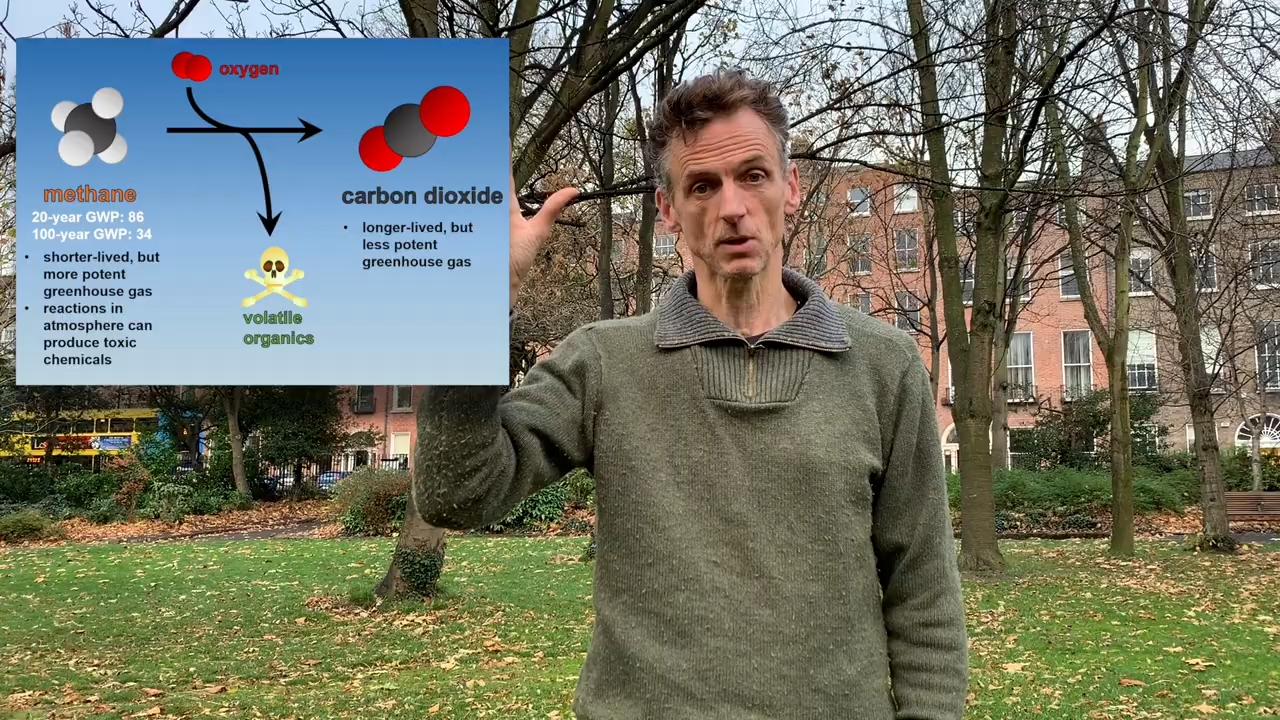 oxygen
methane
20-year GWP: 86
100-year GWP: 34
• shorter-lived, but
more potent
greenhouse gas
• reactions in
atmosphere can
produce toxic
chemicals
volatile
organics
carbon dioxide
• longer-lived, but
less potent
greenhouse gas